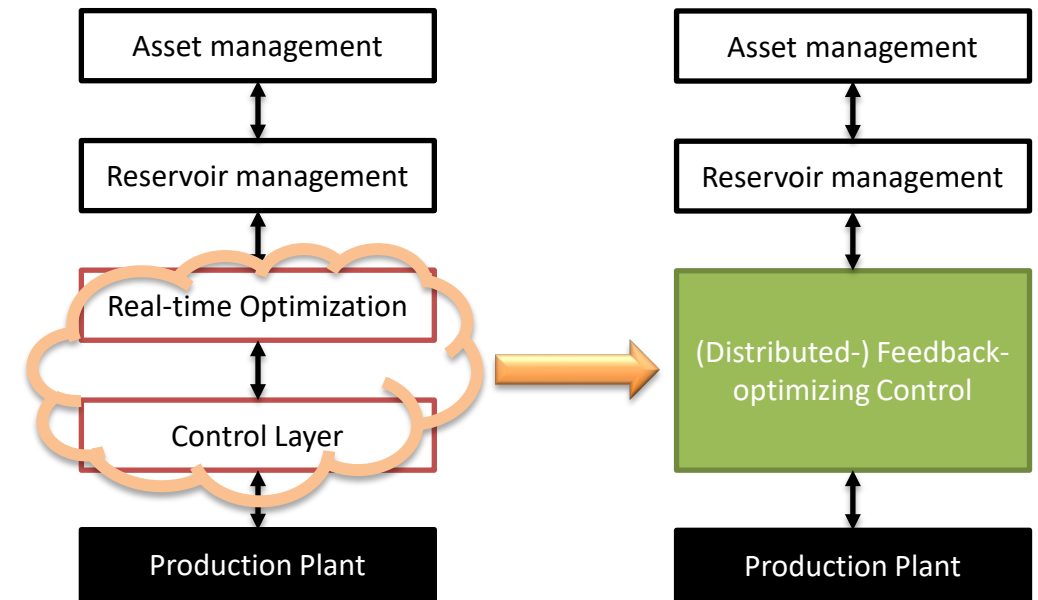 Asset management
Reservoir management
Real-time Optimization
Control Layer
Production Plant
Asset management
Reservoir management
(Distributed-) Feedback-
optimizing Control
Production Plant